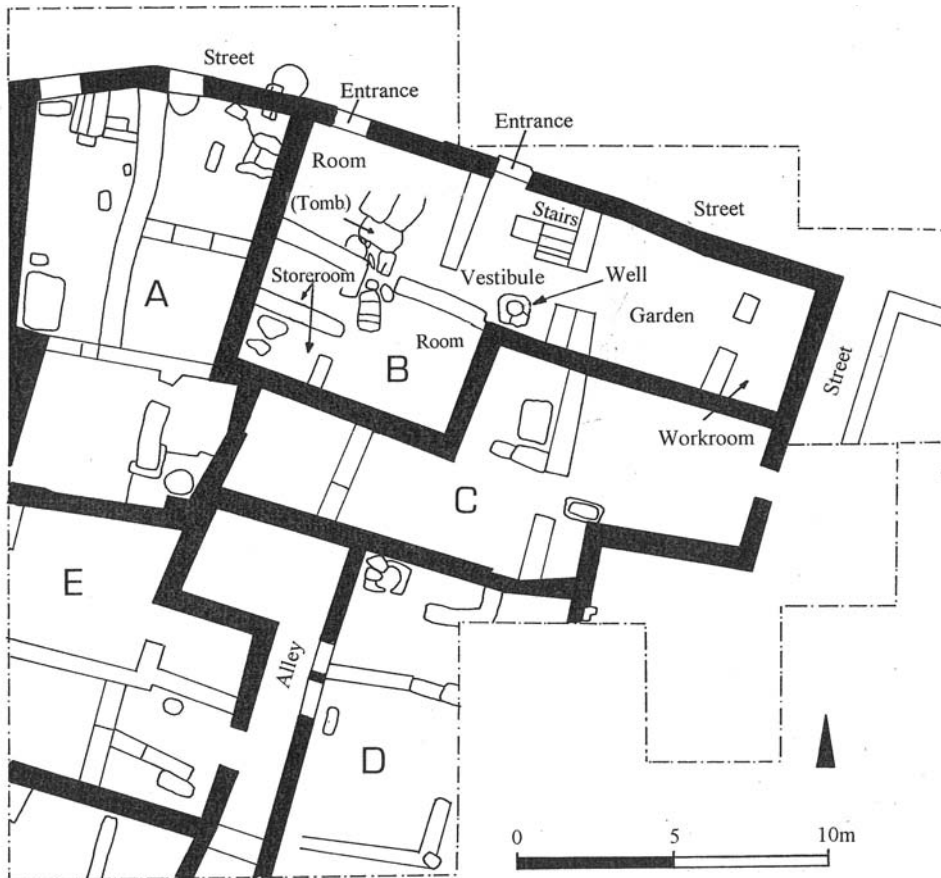 Street
Entrance
Entrance
Room
(Tomb)
Stairs
Street
Storeroom
Vestibule
Well
A
Garden
Room
B
Street
Workroom
C
E
Alley
D
0
5
10m